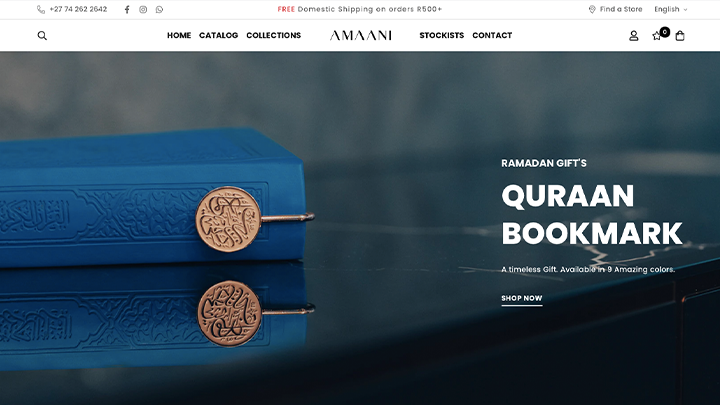 +27 74 262 2642
FREE Domestic Shipping on orders R500+
Find a Store
English
HOME CATALOG COLLECTIONS
AMAANI
STOCKISTS CONTACT
0
RAMADAN GIFT'S
QURAAN
BOOKMARK
A timeless Gift. Available in 9 Amazing colors.
SHOP NOW